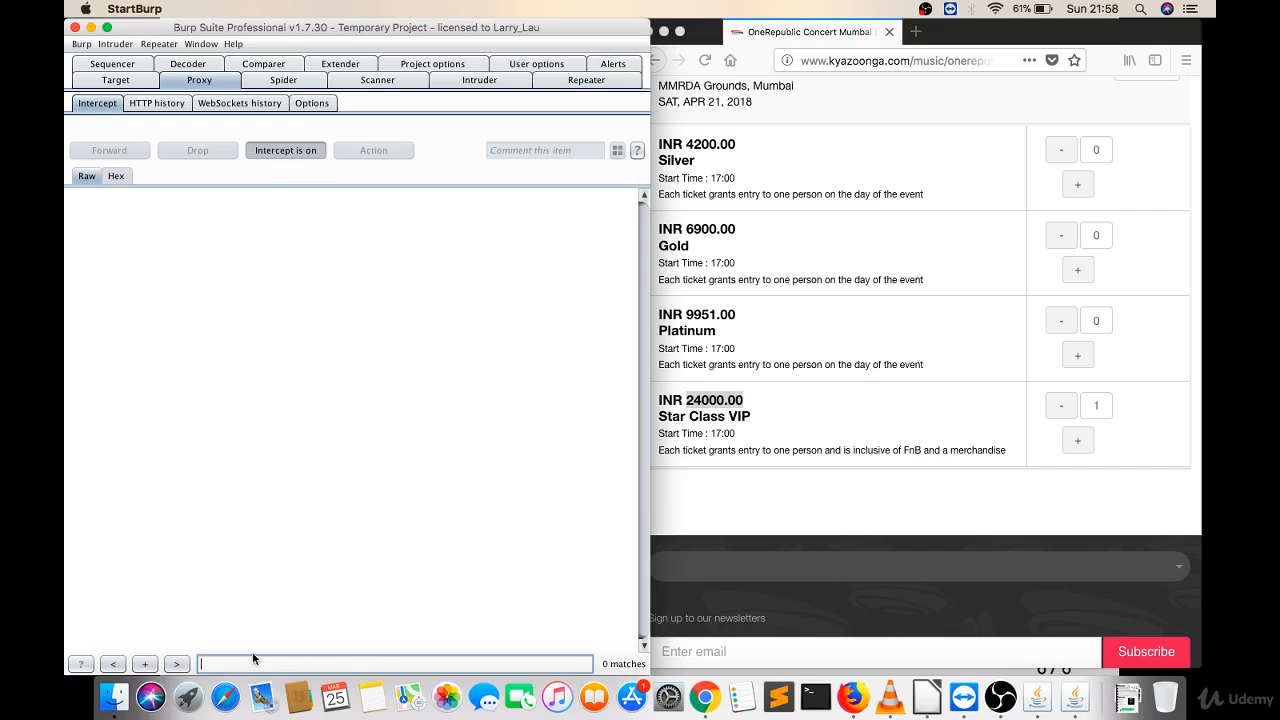 StartBurp
61%
Sun 21:58
Burp Suite Professional v1.7.30 - Temporary Project - licensed to Larry_Lau
Burp Intruder Repeater Window Help
Sequencer Decoder Comparer Extender Project options User options Alerts
Target Proxy Spider Scanner Intruder Repeater
Intercept HTTP history WebSockets history Options
Forward Drop Intercept is on Action Comment this item ?
Raw Hex
? < + > 0 matches
OneRepublic Concert Mumbai
www.kyazoonga.com/music/onerepu
MMRDA Grounds, Mumbai
SAT, APR 21, 2018
INR 4200.00
Silver
Start Time : 17:00
Each ticket grants entry to one person on the day of the event
- 0
+
INR 6900.00
Gold
Start Time : 17:00
Each ticket grants entry to one person on the day of the event
- 0
+
INR 9951.00
Platinum
Start Time : 17:00
Each ticket grants entry to one person on the day of the event
- 0
+
INR 24000.00
Star Class VIP
Start Time : 17:00
Each ticket grants entry to one person and is inclusive of FnB and a merchandise
- 1
+
Sign up to our newsletters
Enter email
Subscribe
MAR
25
1
Udemy